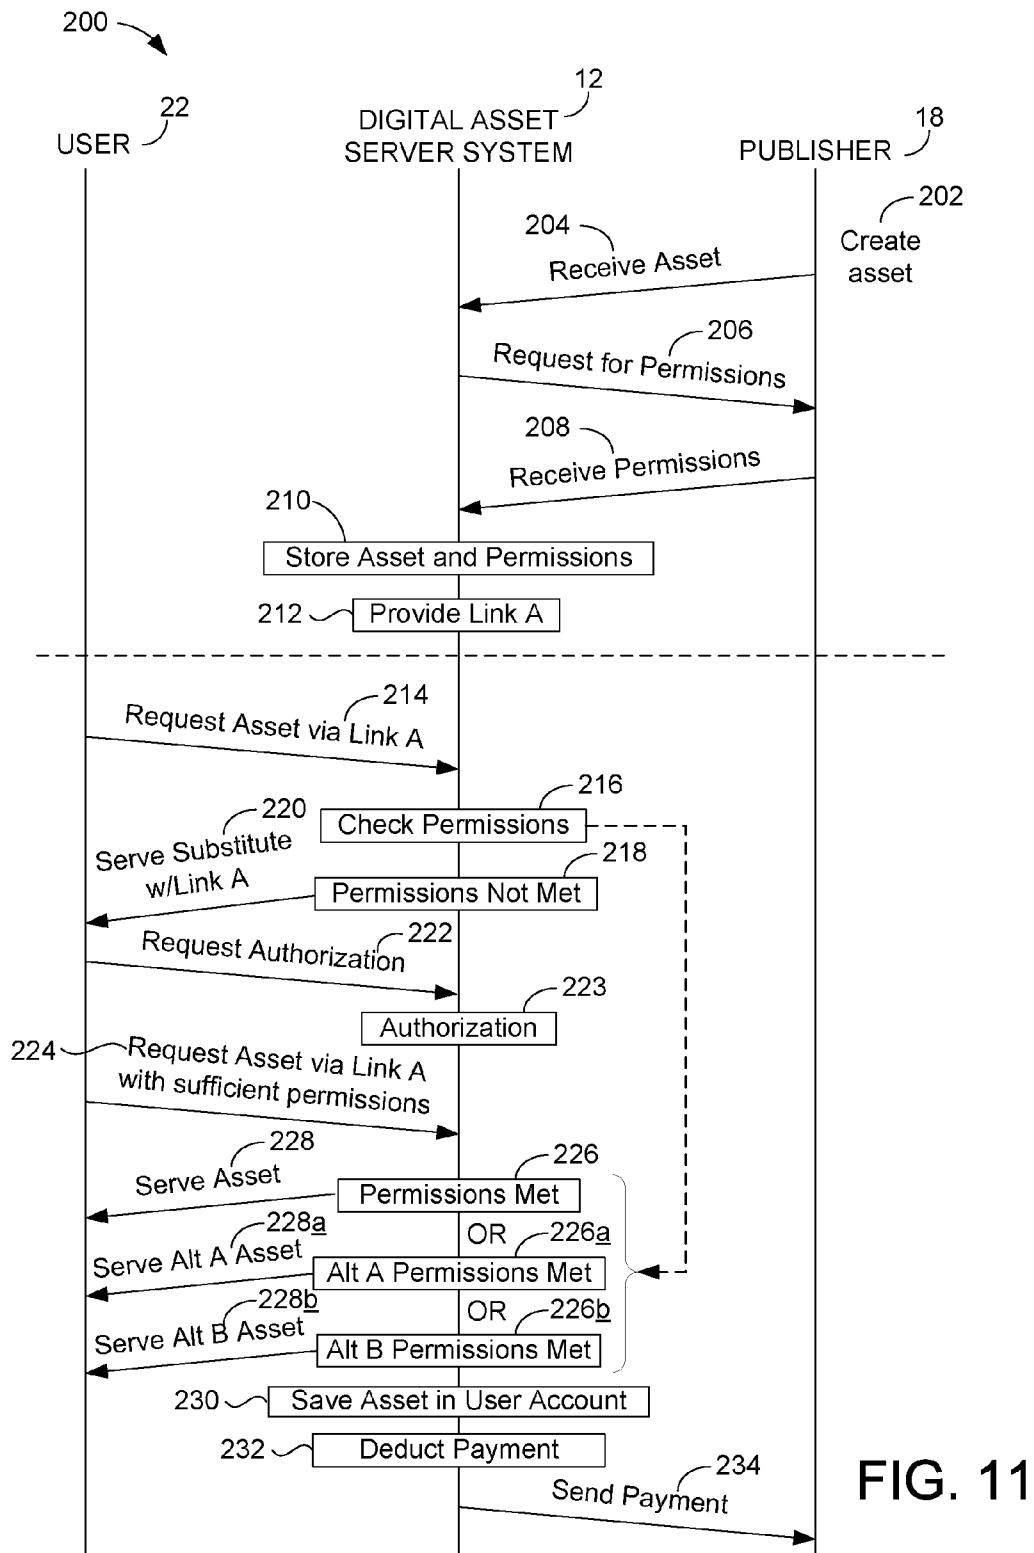 200
22
USER
12
DIGITAL ASSET
SERVER SYSTEM
18
PUBLISHER
202
Create
asset
204
Receive Asset
206
Request for Permissions
208
Receive Permissions
210
Store Asset and Permissions
212
Provide Link A
214
Request Asset via Link A
216
Check Permissions
220
Serve Substitute
w/Link A
218
Permissions Not Met
222
Request Authorization
223
Authorization
224
Request Asset via Link A
with sufficient permissions
228
Serve Asset
226
Permissions Met
OR
228a
Serve Alt A Asset
226a
Alt A Permissions Met
OR
228b
Serve Alt B Asset
226b
Alt B Permissions Met
230
Save Asset in User Account
232
Deduct Payment
234
Send Payment
FIG. 11